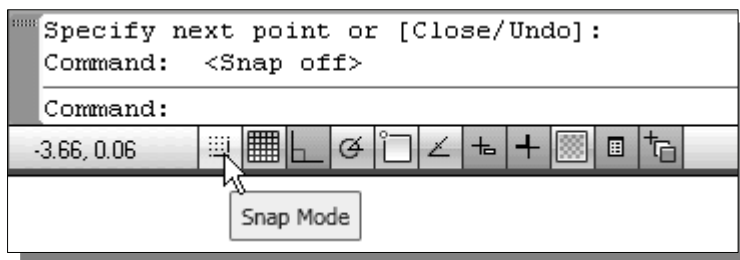 Specify next point or [Close/Undo]:
Command:  <Snap off>
Command:
-3.66, 0.06
Snap Mode